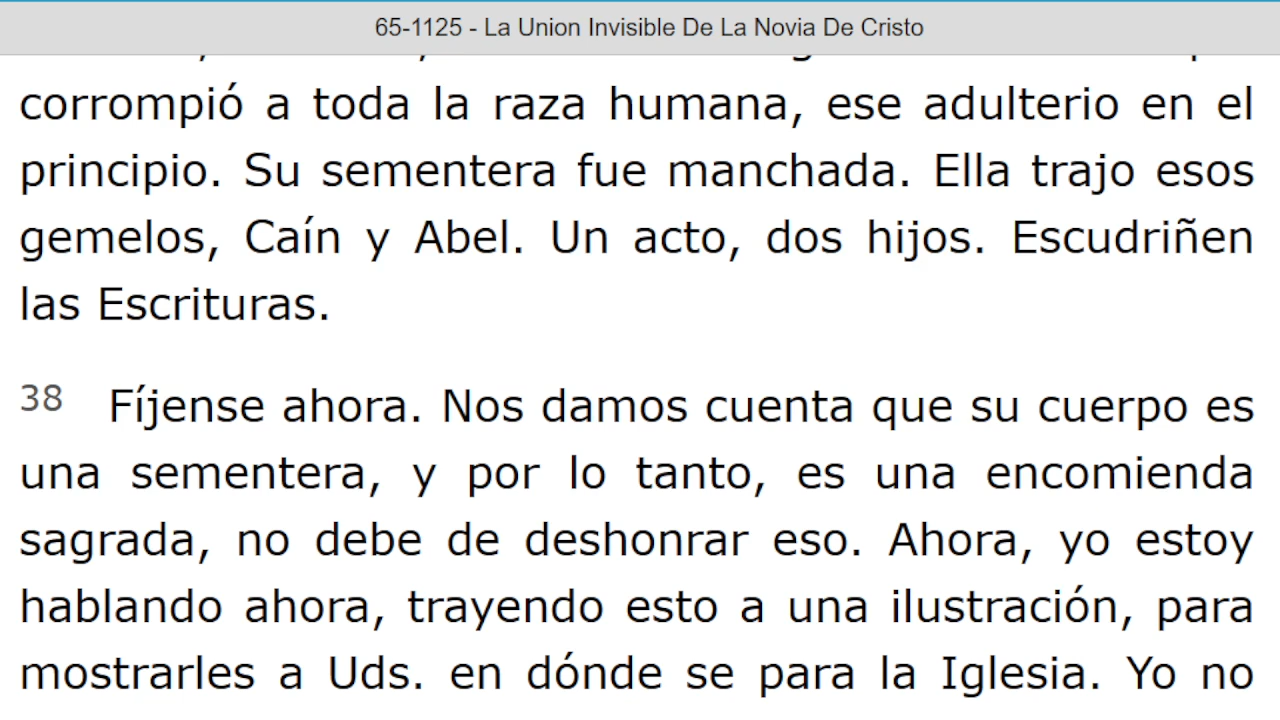 65-1125 - La Union Invisible De La Novia De Cristo
corrompió a toda la raza humana, ese adulterio en el
principio. Su sementera fue manchada. Ella trajo esos
gemelos, Caín y Abel. Un acto, dos hijos. Escudriñen
las Escrituras.
38 Fíjense ahora. Nos damos cuenta que su cuerpo es
una sementera, y por lo tanto, es una encomienda
sagrada, no debe de deshonrar eso. Ahora, yo estoy
hablando ahora, trayendo esto a una ilustración, para
mostrarles a Uds. en dónde se para la Iglesia. Yo no